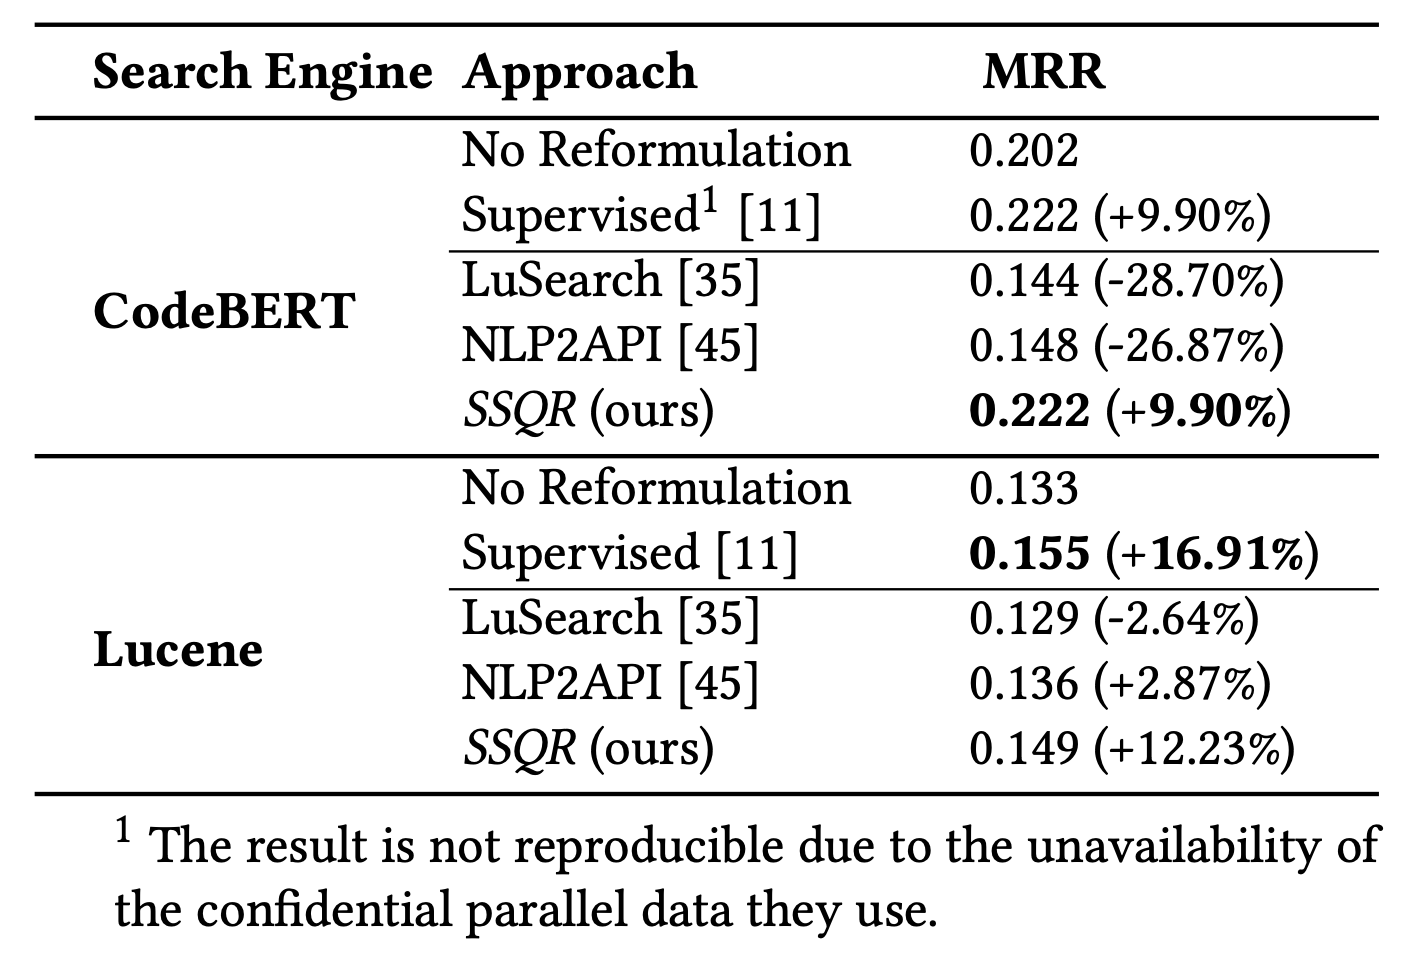 Search Engine Approach MRR
No Reformulation 0.202
Supervised¹ [11] 0.222 (+9.90%)
LuSearch [35] 0.144 (-28.70%)
CodeBERT
NLP2API [45] 0.148 (-26.87%)
SSQR (ours) 0.222 (+9.90%)
No Reformulation 0.133
Supervised [11] 0.155 (+16.91%)
LuSearch [35] 0.129 (-2.64%)
Lucene
NLP2API [45] 0.136 (+2.87%)
SSQR (ours) 0.149 (+12.23%)
¹ The result is not reproducible due to the unavailability of
the confidential parallel data they use.